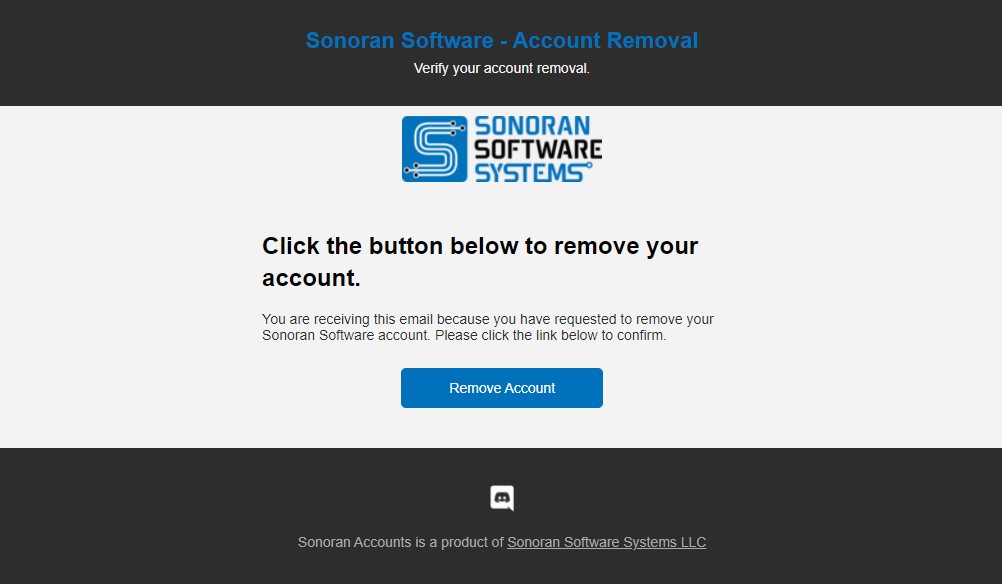 Sonoran Software - Account Removal
Verify your account removal.
SONORAN
SOFTWARE
SYSTEMS
Click the button below to remove your
account.
You are receiving this email because you have requested to remove your
Sonoran Software account. Please click the link below to confirm.
Remove Account
Sonoran Accounts is a product of Sonoran Software Systems LLC